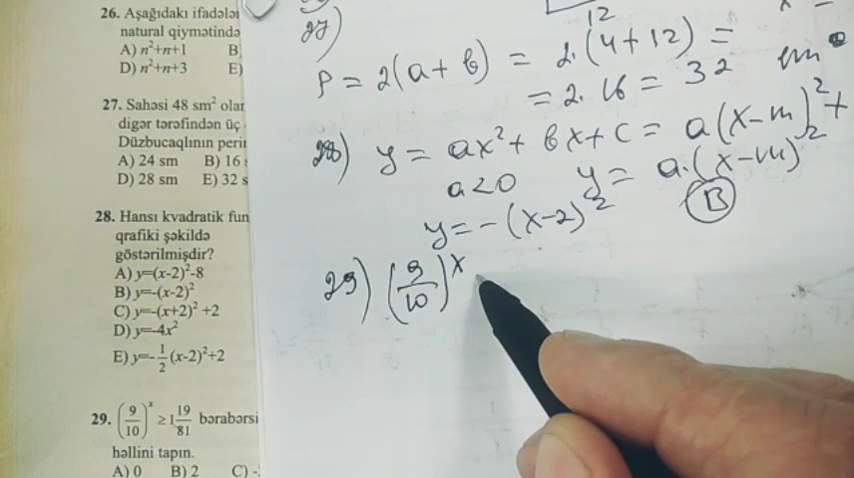 26. Aşağıdakı ifadələr
natural qiymətində
A) n²+n+1 B)
D) n²+n+3 E)
27. Sahəsi 48 sm² olan
digər tərəfindən üç
Düzbucaqlının perim
A) 24 sm B) 16
D) 28 sm E) 32 s
28. Hansı kvadratik fun
qrafiki şəkildə
göstərilmişdir?
A) y=(x-2)²-8
B) y=-(x-2)²
C) y=-(x+2)² +2
D) y=-4x²
E) y=-1/2(x-2)²+2
29. (9/10)^x ≥ 1 19/81 bərabərsi
həllini tapın.
A) 0 B) 2 C) -
12
27)
P = 2(a+b) = 2.(4+12) =
= 2.16 = 32
28) y = ax²+bx+c = a(x-m)²+
a<0 y = a.(x-m)²
y=-(x-2)² B
29) (9/10)^x